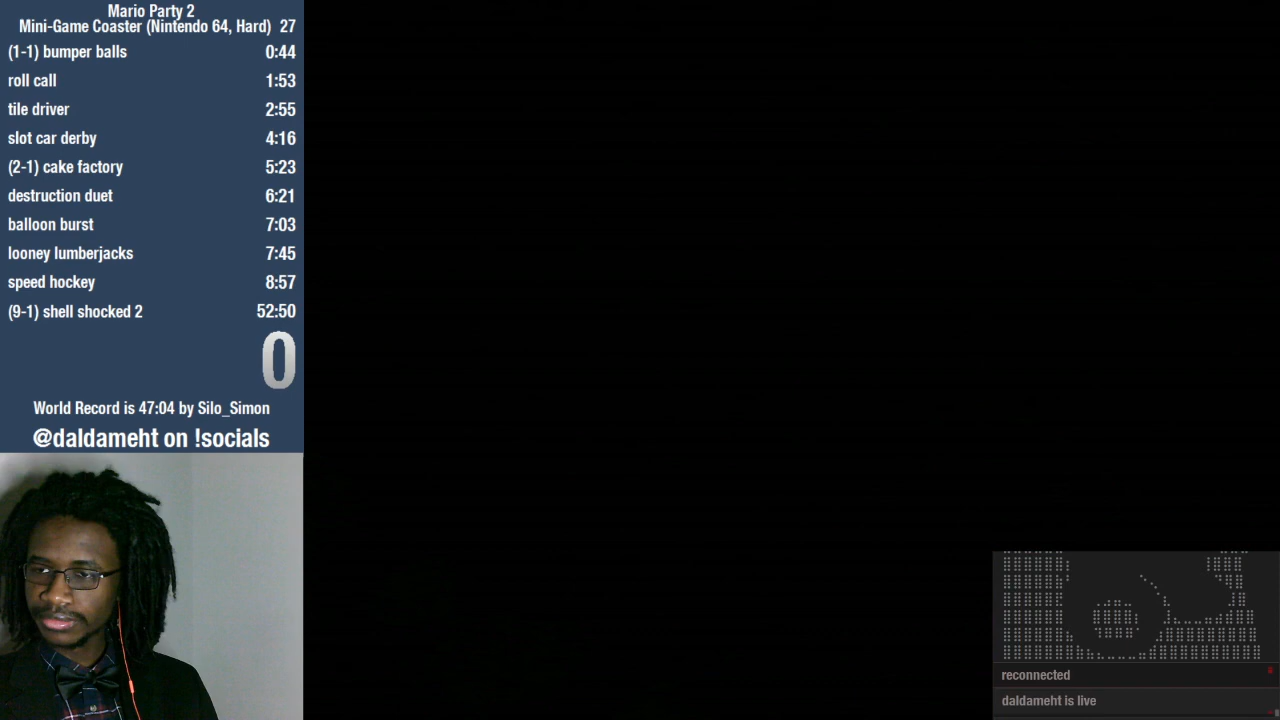 Mario Party 2
Mini-Game Coaster (Nintendo 64, Hard) 27
(1-1) bumper balls 0:44
roll call 1:53
tile driver 2:55
slot car derby 4:16
(2-1) cake factory 5:23
destruction duet 6:21
balloon burst 7:03
looney lumberjacks 7:45
speed hockey 8:57
(9-1) shell shocked 2 52:50
0
World Record is 47:04 by Silo_Simon
@daldameht on !socials
reconnected
daldameht is live